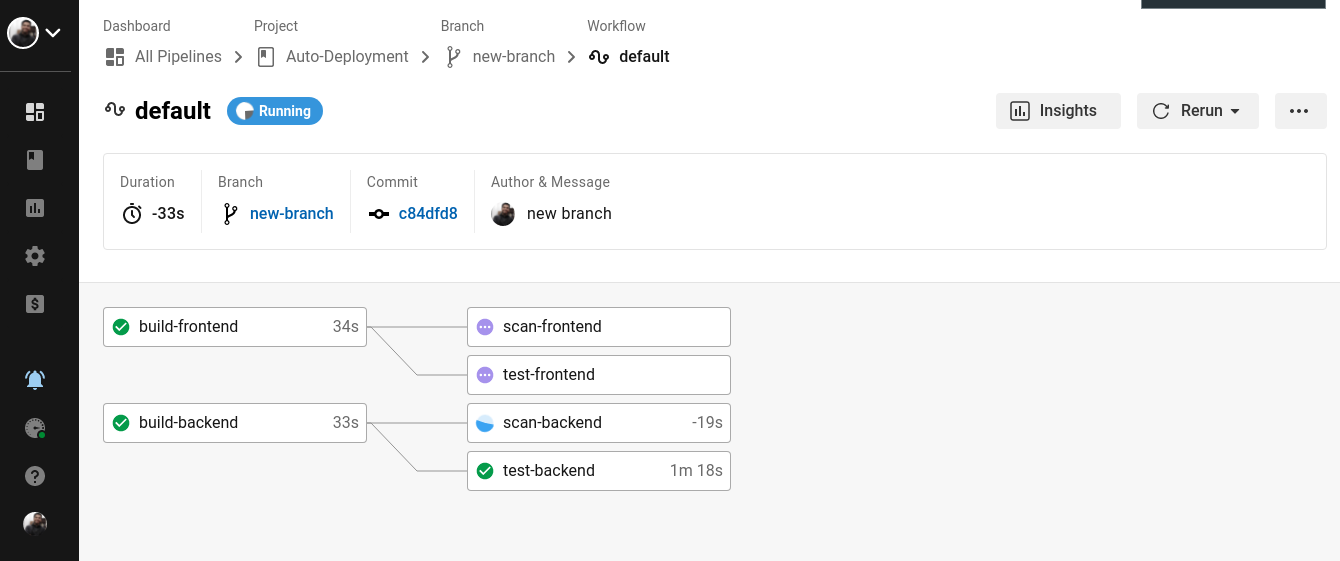 Dashboard Project Branch Workflow
All Pipelines Auto-Deployment new-branch default
default Running Insights Rerun
Duration Branch Commit Author & Message
-33s new-branch c84dfd8 new branch
build-frontend 34s scan-frontend
test-frontend
build-backend 33s scan-backend -19s
test-backend 1m 18s